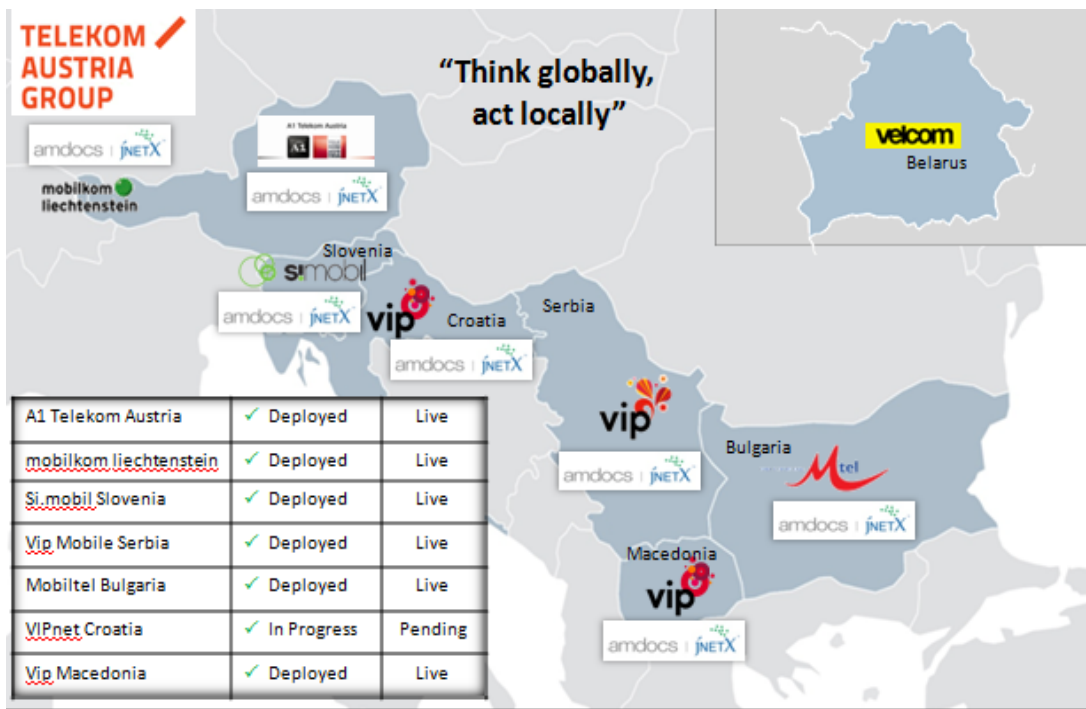 TELEKOM
AUSTRIA
GROUP
“Think globally,
act locally”
velcom
Belarus
A1 Telekom Austria
A1
amdocs | jNETX
mobilkom
liechtenstein
amdocs | jNETX
Slovenia
si.mobil
amdocs | jNETX
vip
Croatia
amdocs | jNETX
Serbia
vip
amdocs | jNETX
Bulgaria
Mtel
amdocs | jNETX
Macedonia
vip
amdocs | jNETX
A1 Telekom Austria ✓ Deployed Live
mobilkom liechtenstein ✓ Deployed Live
Si.mobil Slovenia ✓ Deployed Live
Vip Mobile Serbia ✓ Deployed Live
Mobiltel Bulgaria ✓ Deployed Live
VIPnet Croatia ✓ In Progress Pending
Vip Macedonia ✓ Deployed Live